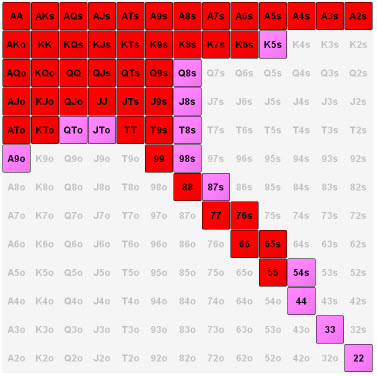 AA AKs AQs AJs ATs A9s A8s A7s A6s A5s A4s A3s A2s
AKo KK KQs KJs KTs K9s K8s K7s K6s K5s K4s K3s K2s
AQo KQo QQ QJs QTs Q9s Q8s Q7s Q6s Q5s Q4s Q3s Q2s
AJo KJo QJo JJ JTs J9s J8s J7s J6s J5s J4s J3s J2s
ATo KTo QTo JTo TT T9s T8s T7s T6s T5s T4s T3s T2s
A9o K9o Q9o J9o T9o 99 98s 97s 96s 95s 94s 93s 92s
A8o K8o Q8o J8o T8o 98o 88 87s 86s 85s 84s 83s 82s
A7o K7o Q7o J7o T7o 97o 87o 77 76s 75s 74s 73s 72s
A6o K6o Q6o J6o T6o 96o 86o 76o 66 65s 64s 63s 62s
A5o K5o Q5o J5o T5o 95o 85o 75o 65o 55 54s 53s 52s
A4o K4o Q4o J4o T4o 94o 84o 74o 64o 54o 44 43s 42s
A3o K3o Q3o J3o T3o 93o 83o 73o 63o 53o 43o 33 32s
A2o K2o Q2o J2o T2o 92o 82o 72o 62o 52o 42o 32o 22